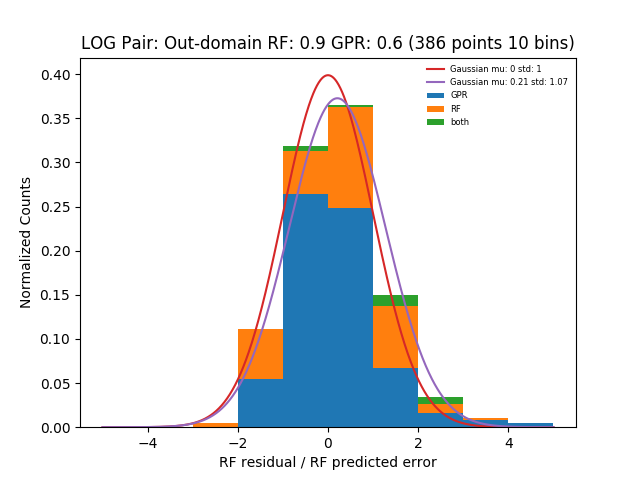 LOG Pair: Out-domain RF: 0.9 GPR: 0.6 (386 points 10 bins)
Gaussian mu: 0 std: 1
Gaussian mu: 0.21 std: 1.07
GPR
RF
both
Normalized Counts
0.40
0.35
0.30
0.25
0.20
0.15
0.10
0.05
0.00
−4
−2
0
2
4
RF residual / RF predicted error